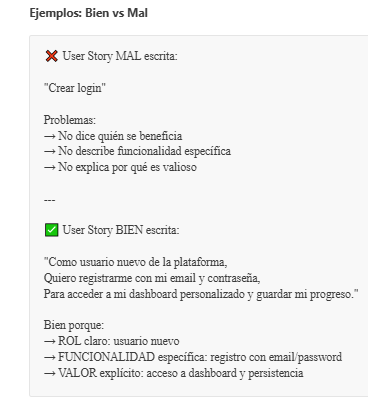 Ejemplos: Bien vs Mal
❌ User Story MAL escrita:
"Crear login"
Problemas:
→ No dice quién se beneficia
→ No describe funcionalidad específica
→ No explica por qué es valioso
---
✅ User Story BIEN escrita:
"Como usuario nuevo de la plataforma,
Quiero registrarme con mi email y contraseña,
Para acceder a mi dashboard personalizado y guardar mi progreso."
Bien porque:
→ ROL claro: usuario nuevo
→ FUNCIONALIDAD específica: registro con email/password
→ VALOR explícito: acceso a dashboard y persistencia